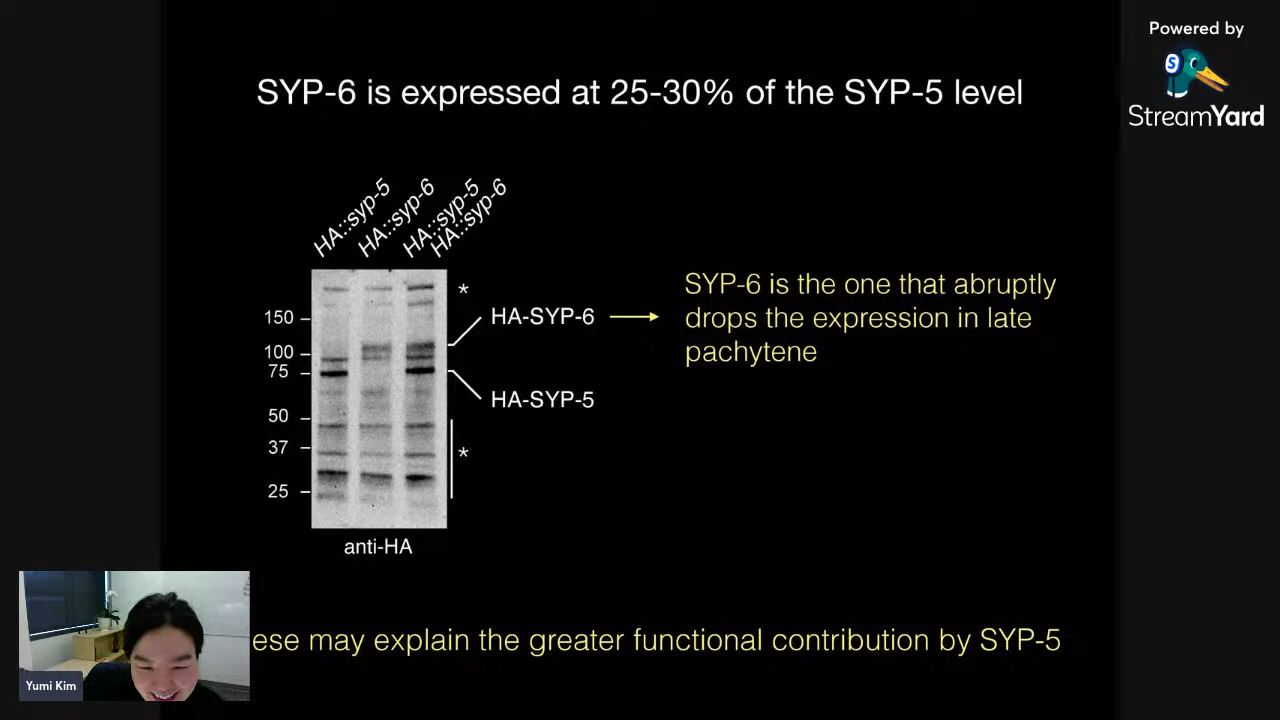 Powered by
StreamYard
SYP-6 is expressed at 25-30% of the SYP-5 level
HA::syp-5
HA::syp-6
HA::syp-5
HA::syp-6
*
150
100
75
50
37
25
HA-SYP-6
HA-SYP-5
*
SYP-6 is the one that abruptly
drops the expression in late
pachytene
anti-HA
ese may explain the greater functional contribution by SYP-5
Yumi Kim